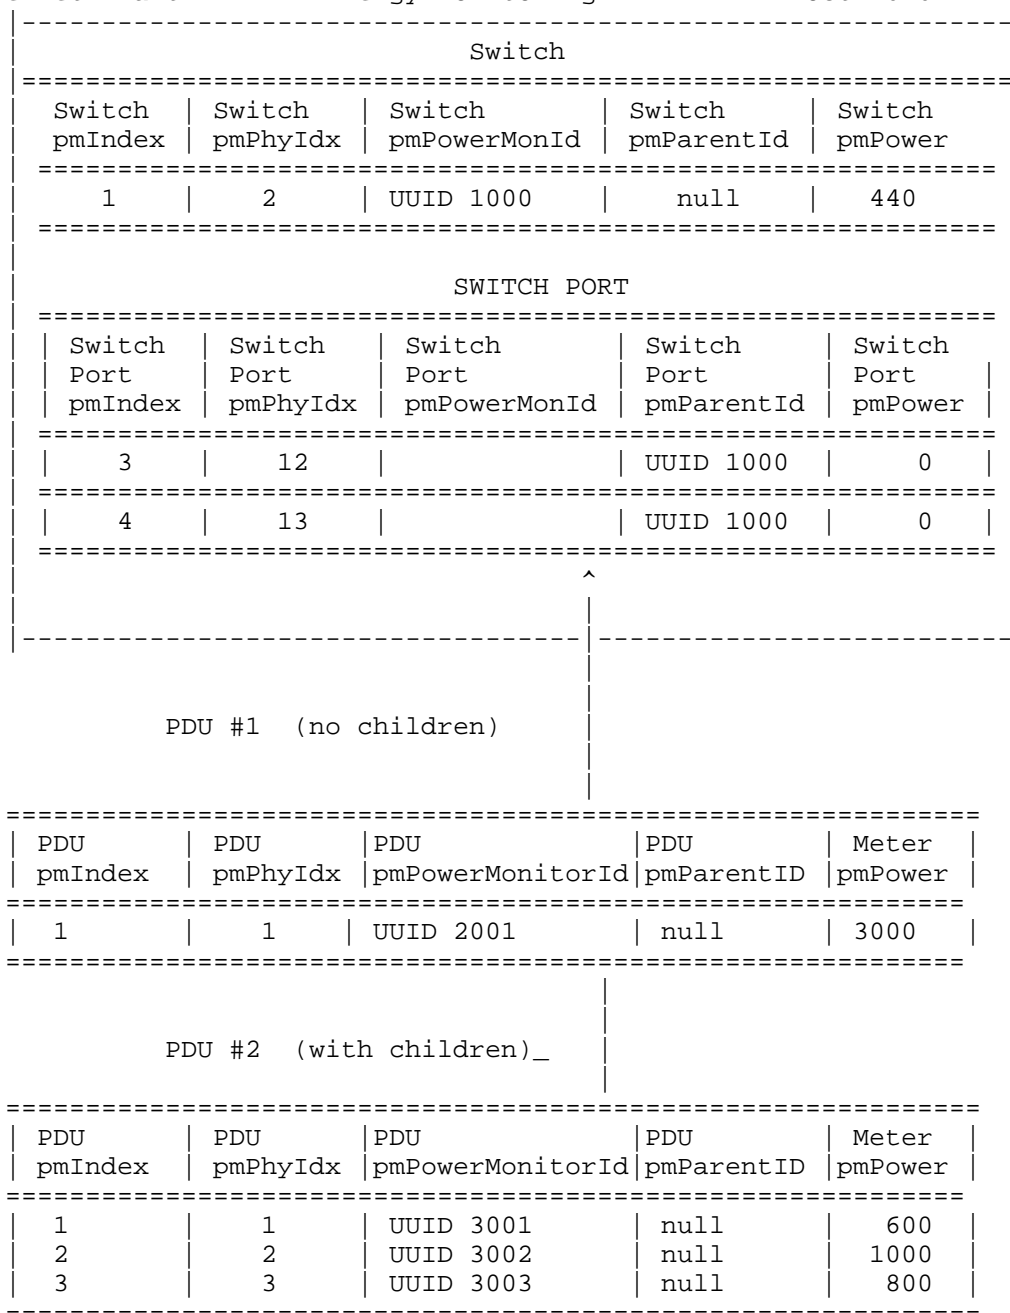 |--------------------------------------------------------------
| Switch
|==============================================================
| Switch | Switch | Switch | Switch | Switch
| pmIndex | pmPhyIdx | pmPowerMonId | pmParentId | pmPower
| ============================================================
| 1 | 2 | UUID 1000 | null | 440
| ============================================================
|
| SWITCH PORT
| ============================================================
| | Switch | Switch | Switch | Switch | Switch
| | Port | Port | Port | Port | Port |
| | pmIndex | pmPhyIdx | pmPowerMonId | pmParentId | pmPower |
| ============================================================
| | 3 | 12 | | UUID 1000 | 0 |
| ============================================================
| | 4 | 13 | | UUID 1000 | 0 |
| ============================================================
| ^
| |
|-----------------------------------|--------------------------
|
|
PDU #1 (no children) |
|
|
=============================================================
| PDU | PDU |PDU |PDU | Meter |
| pmIndex | pmPhyIdx |pmPowerMonitorId|pmParentID |pmPower |
============================================================
| 1 | 1 | UUID 2001 | null | 3000 |
============================================================
|
|
PDU #2 (with children)_ |
|
=============================================================
| PDU | PDU |PDU |PDU | Meter |
| pmIndex | pmPhyIdx |pmPowerMonitorId|pmParentID |pmPower |
============================================================
| 1 | 1 | UUID 3001 | null | 600 |
| 2 | 2 | UUID 3002 | null | 1000 |
| 3 | 3 | UUID 3003 | null | 800 |
=============================================================